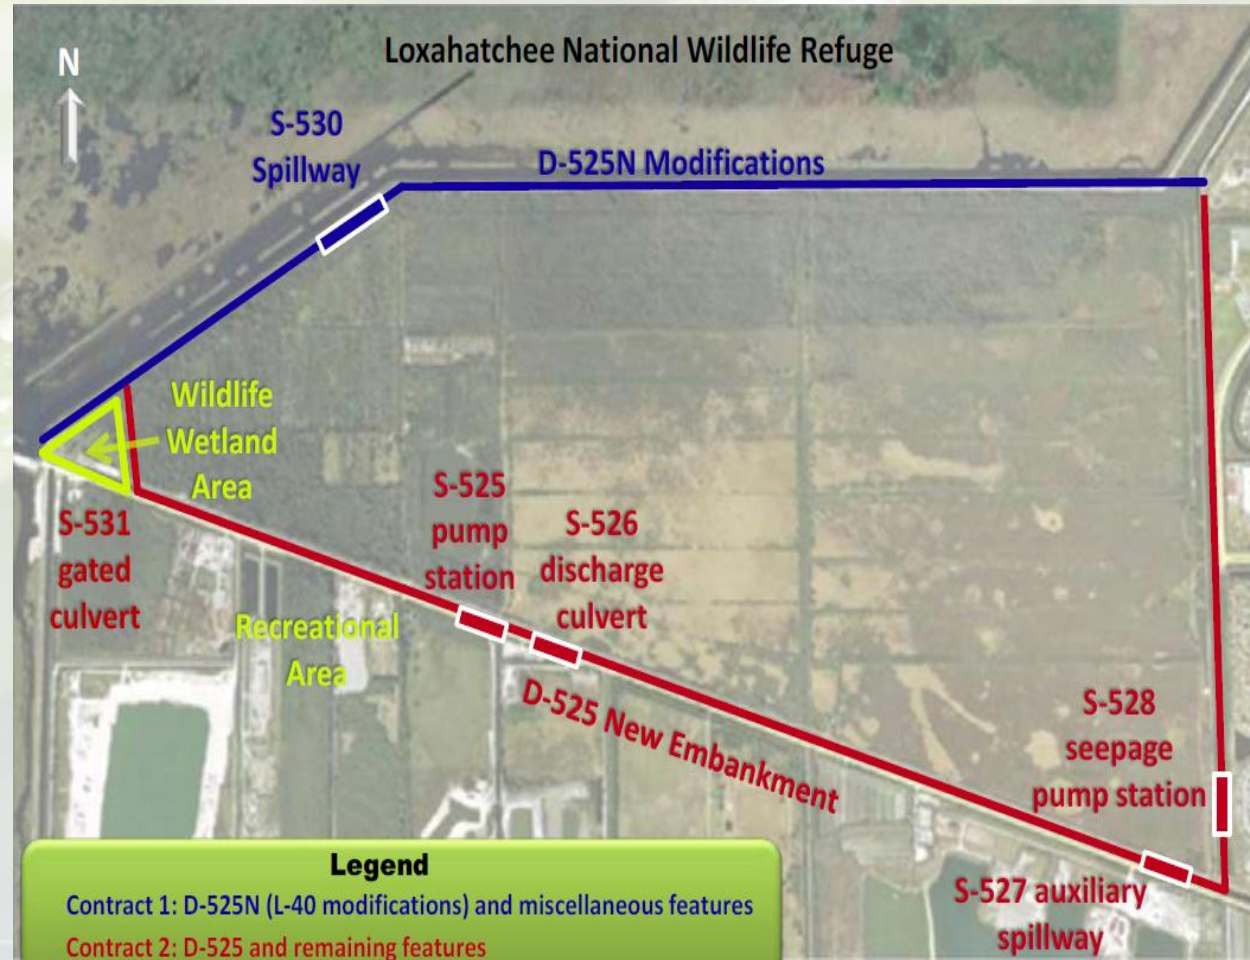 Loxahatchee National Wildlife Refuge
N
S-530
Spillway
D-525N Modifications
Wildlife
Wetland
Area
S-531
gated
culvert
S-525
pump
station
S-526
discharge
culvert
Recreational
Area
D-525 New Embankment
S-528
seepage
pump station
S-527 auxiliary
spillway
Legend
Contract 1: D-525N (L-40 modifications) and miscellaneous features
Contract 2: D-525 and remaining features